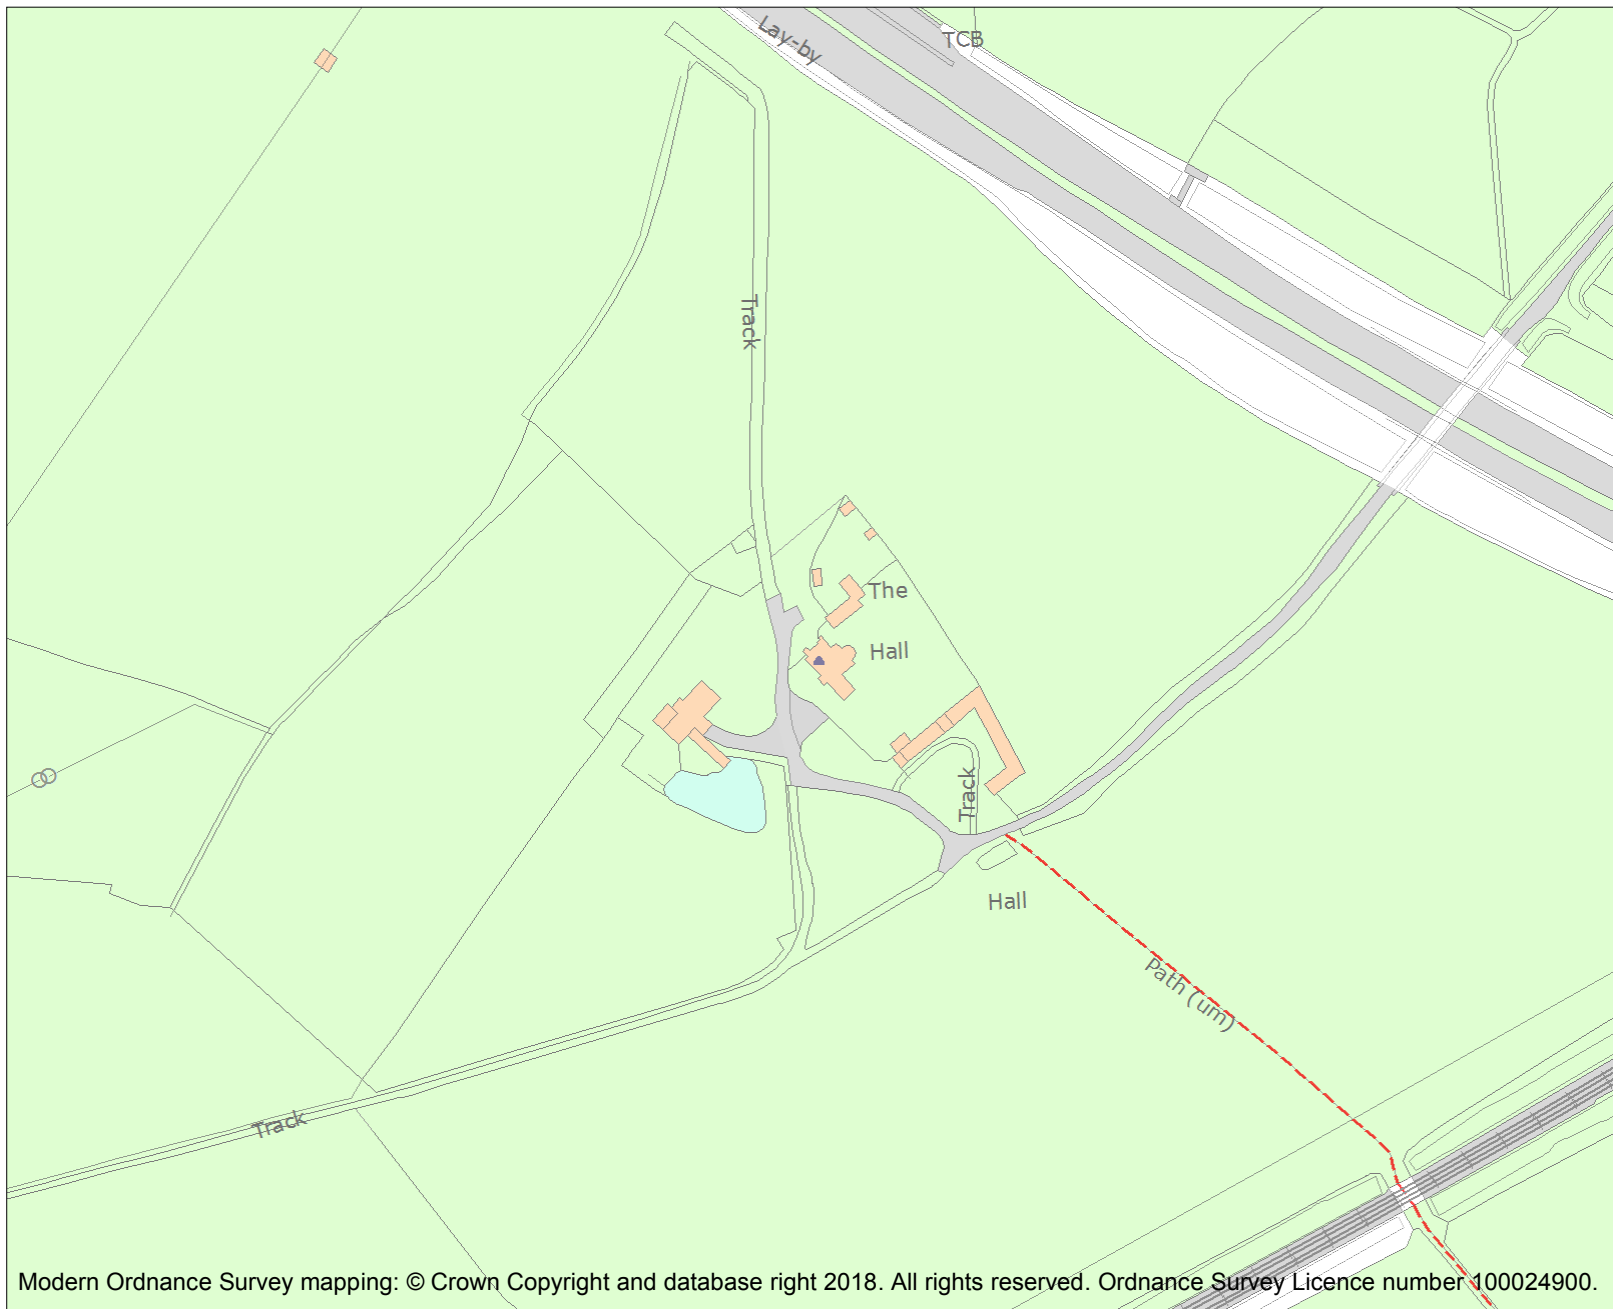 Lay-by
TCB
Track
The
Hall
Track
Hall
Path (um)
Track
Modern Ordnance Survey mapping: © Crown Copyright and database right 2018. All rights reserved. Ordnance Survey Licence number 100024900.